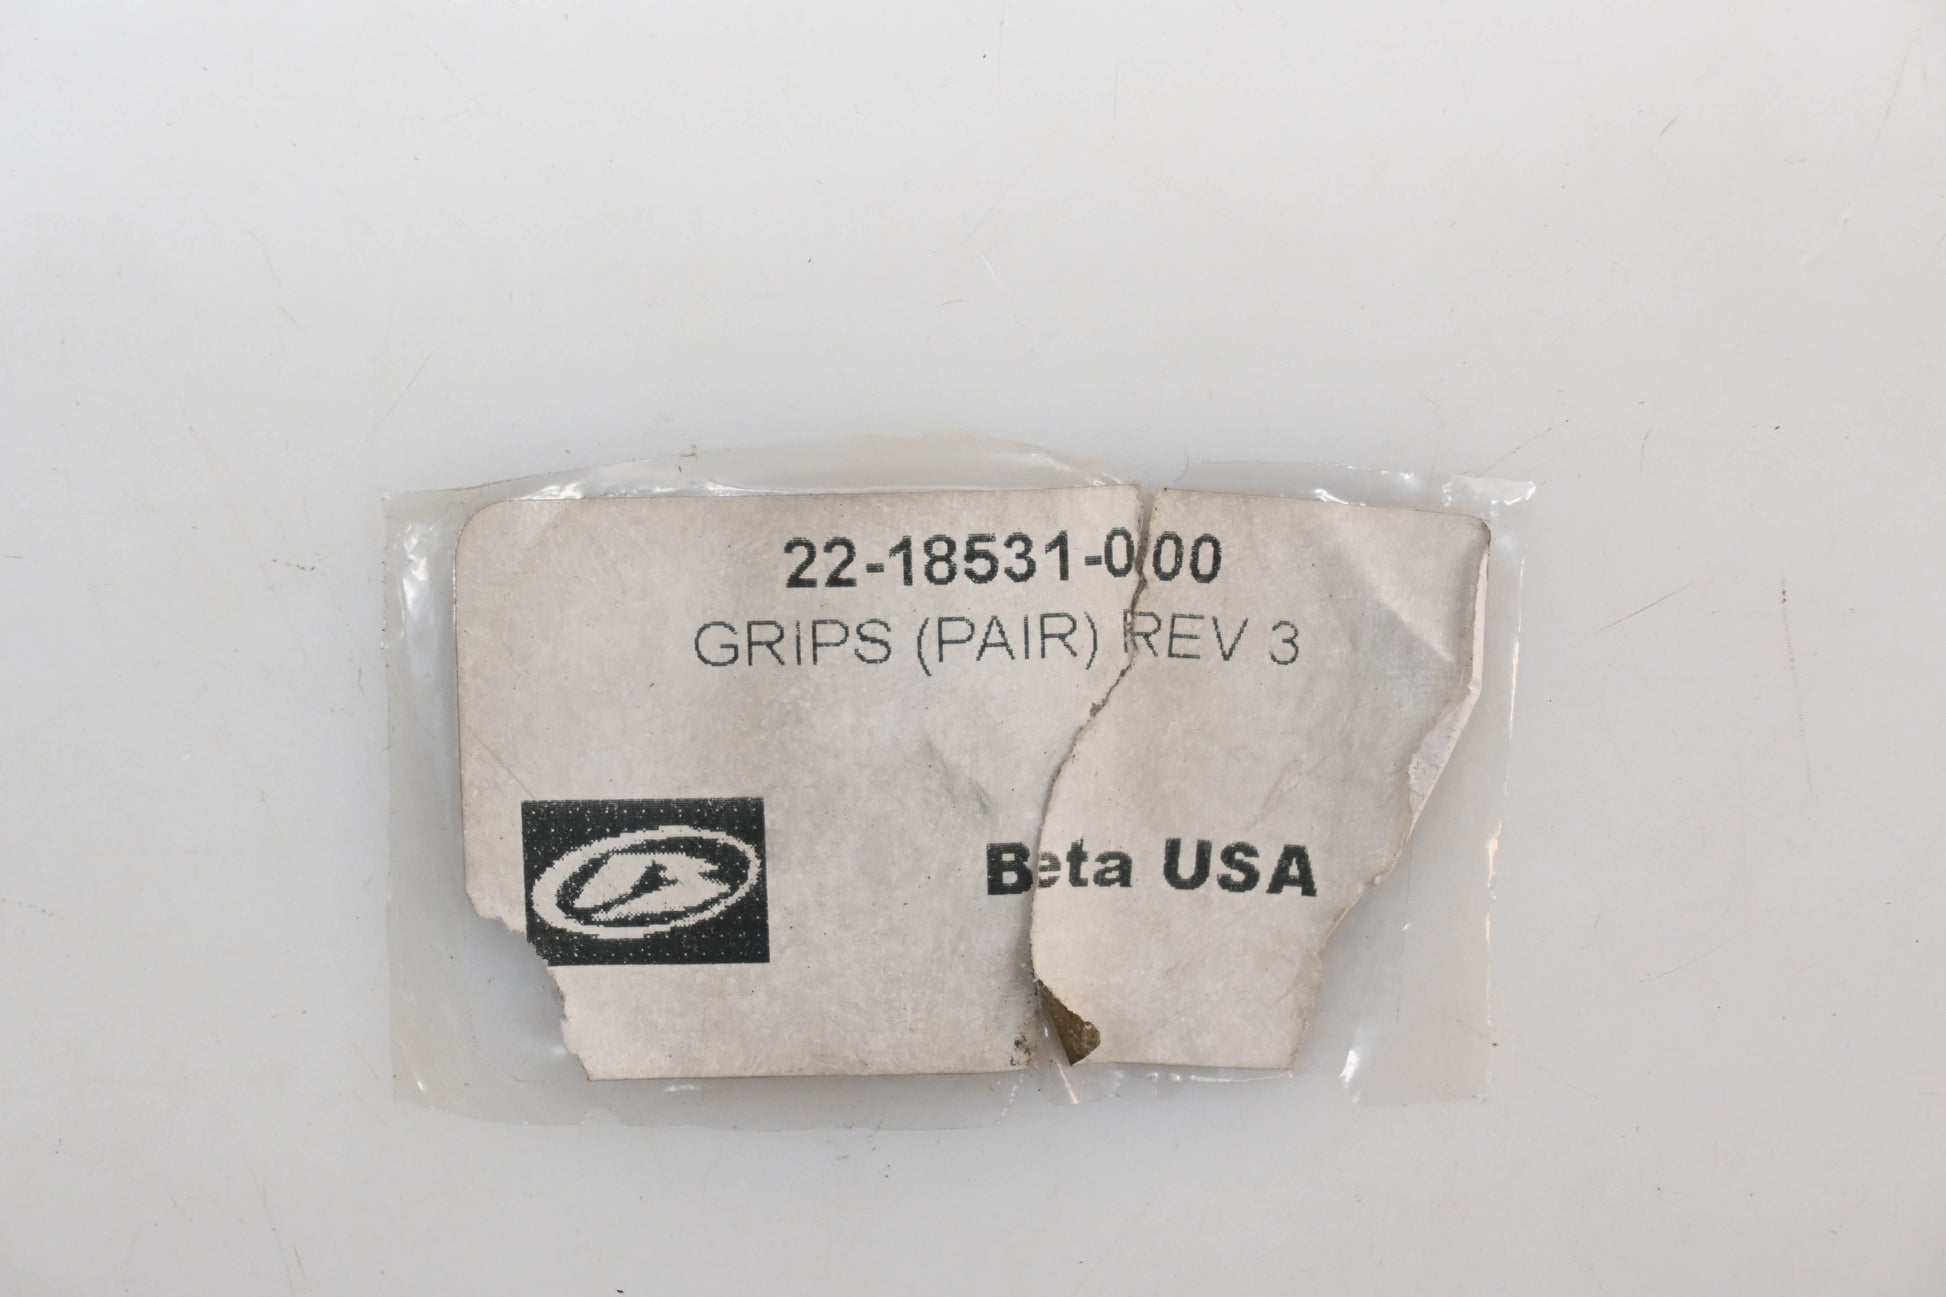 22-18531-000
GRIPS (PAIR) REV 3
Beta USA